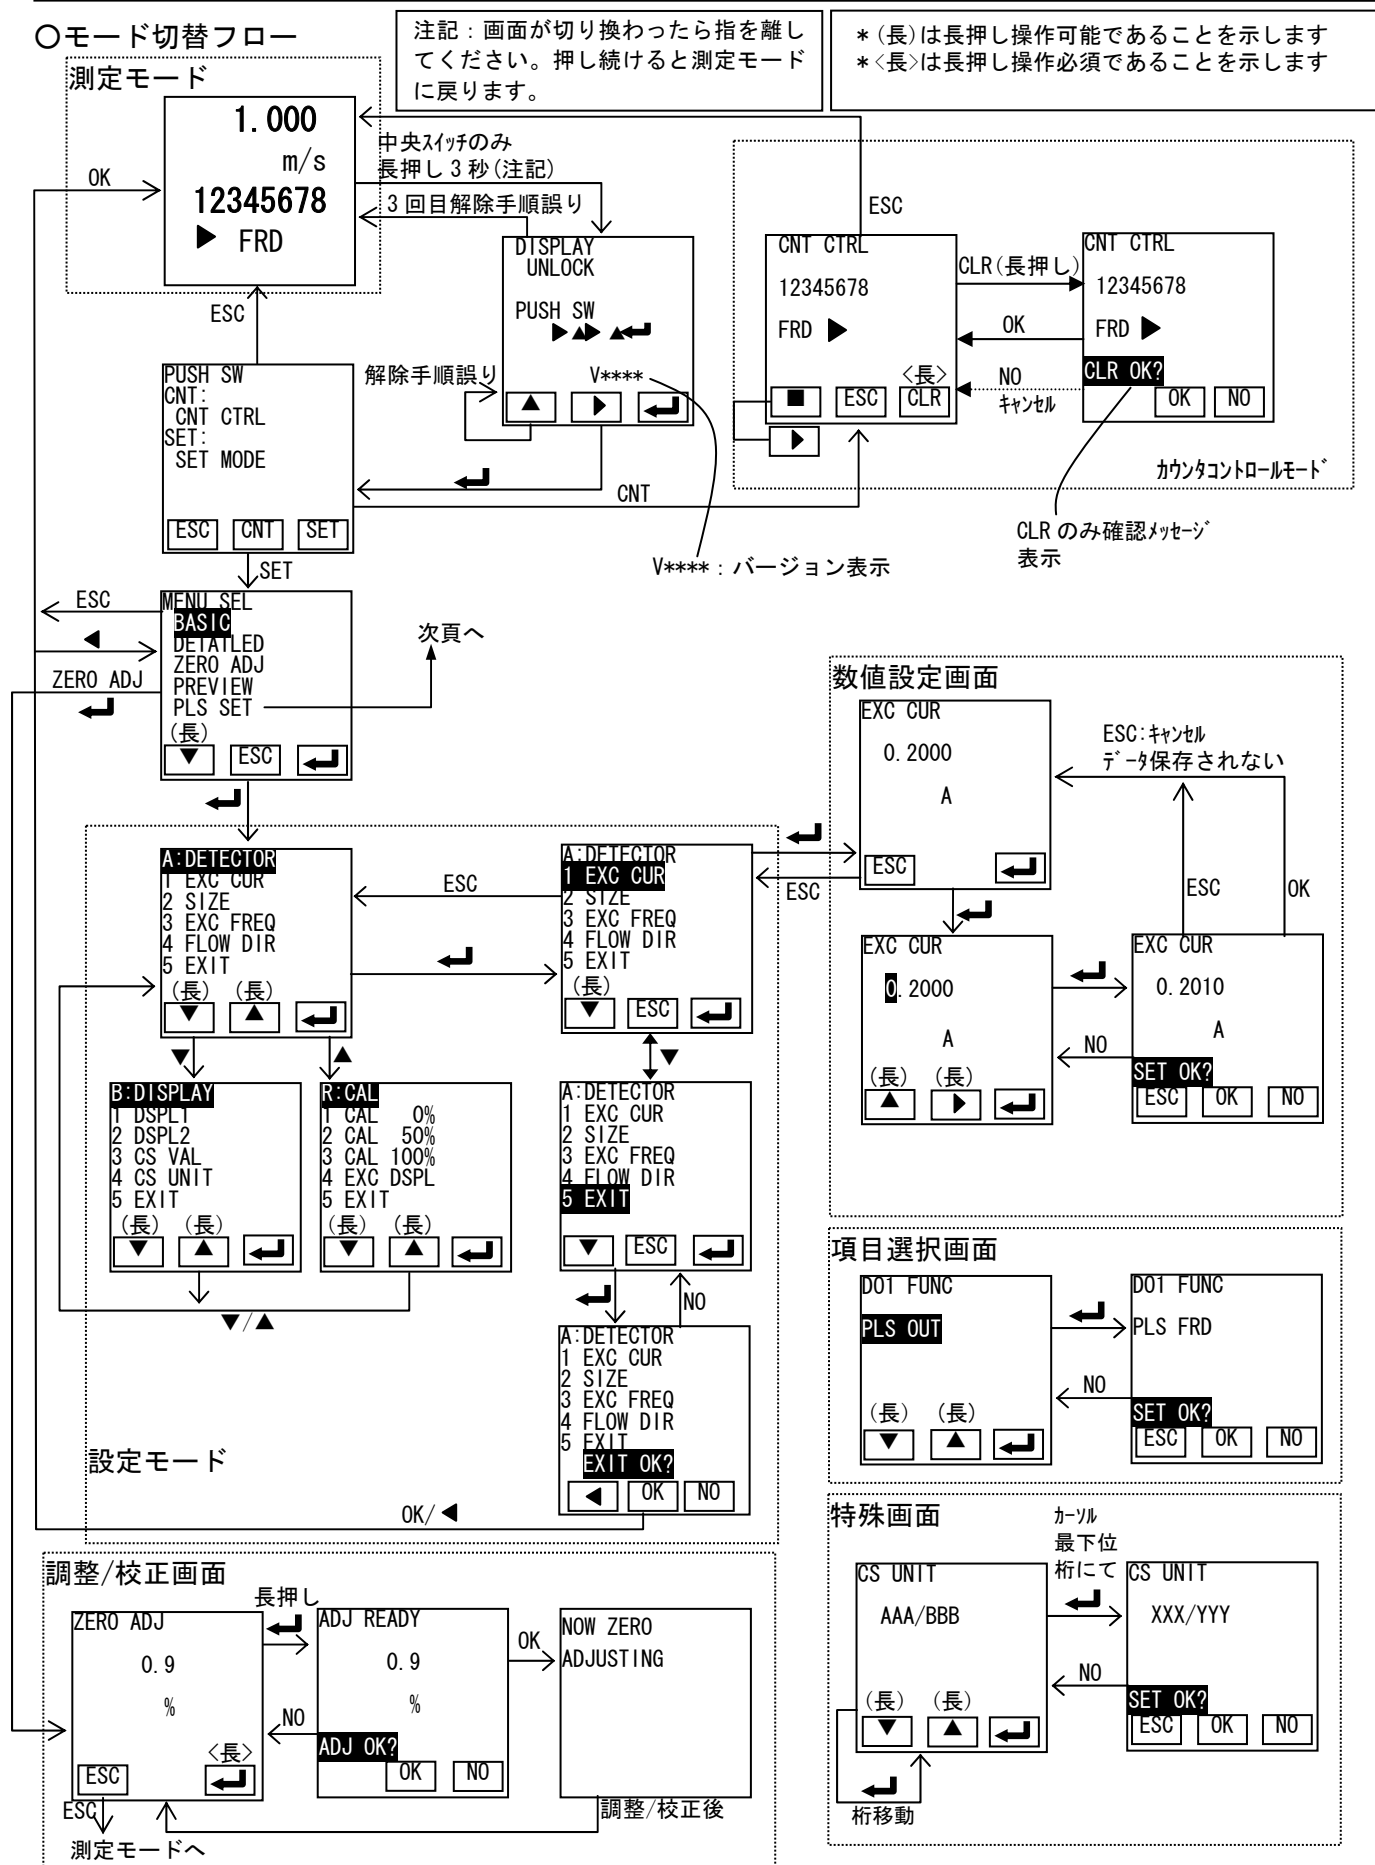 ○モード切替フロー
注記：画面が切り換わったら指を離し
てください。押し続けると測定モード
に戻ります。
*(長)は長押し操作可能であることを示します
*<長>は長押し操作必須であることを示します
測定モード
1.000
m/s
12345678
▶ FRD
OK
中央スイッチのみ
長押し3秒(注記)
3回目解除手順誤り
ESC
DISPLAY
UNLOCK
PUSH SW
▶▲▶▲↵
V****
▲ ▶ ↵
解除手順誤り
↵
CNT
V****：バージョン表示
ESC
CNT CTRL
12345678
FRD ▶
<長>
■ ESC CLR
▶
CLR(長押し)
OK
NO
キャンセル
CNT CTRL
12345678
FRD ▶
CLR OK?
OK NO
カウンタコントロールモード
CLRのみ確認メッセージ
表示
PUSH SW
CNT:
CNT CTRL
SET:
SET MODE
ESC CNT SET
SET
ESC
◀
ZERO ADJ
↵
MENU SEL
BASIC
DETAILED
ZERO ADJ
PREVIEW
PLS SET
(長)
▼ ESC ↵
次頁へ
↵
A:DETECTOR
1 EXC CUR
2 SIZE
3 EXC FREQ
4 FLOW DIR
5 EXIT
(長) (長)
▼ ▲ ↵
ESC
↵
A:DETECTOR
1 EXC CUR
2 SIZE
3 EXC FREQ
4 FLOW DIR
5 EXIT
(長)
▼ ESC ↵
↵
ESC
▼ ▲
▼
B:DISPLAY
1 DSPL1
2 DSPL2
3 CS VAL
4 CS UNIT
5 EXIT
(長) (長)
▼ ▲ ↵
R:CAL
1 CAL 0%
2 CAL 50%
3 CAL 100%
4 EXC DSPL
5 EXIT
(長) (長)
▼ ▲ ↵
▼/▲
A:DETECTOR
1 EXC CUR
2 SIZE
3 EXC FREQ
4 FLOW DIR
5 EXIT
▼ ESC ↵
↵
NO
A:DETECTOR
1 EXC CUR
2 SIZE
3 EXC FREQ
4 FLOW DIR
5 EXIT
EXIT OK?
◀ OK NO
設定モード
OK/◀
数値設定画面
EXC CUR
0.2000
A
ESC ↵
ESC:キャンセル
データ保存されない
↵
ESC
OK
EXC CUR
0.2000
A
(長) (長)
▲ ▶ ↵
↵
NO
EXC CUR
0.2010
A
SET OK?
ESC OK NO
項目選択画面
DO1 FUNC
PLS OUT
(長) (長)
▼ ▲ ↵
↵
NO
DO1 FUNC
PLS FRD
SET OK?
ESC OK NO
特殊画面
カーソル
最下位
桁にて
↵
CS UNIT
AAA/BBB
(長) (長)
▼ ▲ ↵
↵
桁移動
NO
CS UNIT
XXX/YYY
SET OK?
ESC OK NO
調整/校正画面
ZERO ADJ
0.9
%
<長>
ESC ↵
長押し
↵
NO
ADJ READY
0.9
%
ADJ OK?
OK NO
OK
NOW ZERO
ADJUSTING
調整/校正後
ESC
測定モードへ